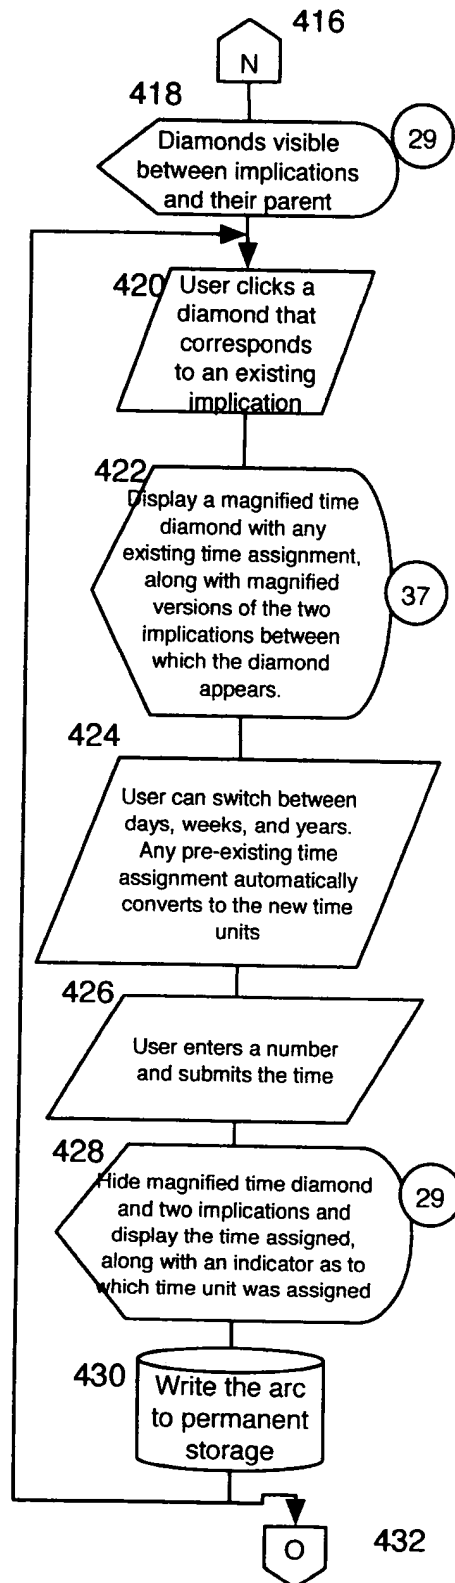 416
N
418
29
Diamonds visible
between implications
and their parent
420
User clicks a
diamond that
corresponds
to an existing
implication
422
Display a magnified time
diamond with any
existing time assignment,
along with magnified
versions of the two
implications between
which the diamond
appears.
37
424
User can switch between
days, weeks, and years.
Any pre-existing time
assignment automatically
converts to the new time
units
426
User enters a number
and submits the time
428
29
Hide magnified time diamond
and two implications and
display the time assigned,
along with an indicator as to
which time unit was assigned
430
Write the arc
to permanent
storage
O
432